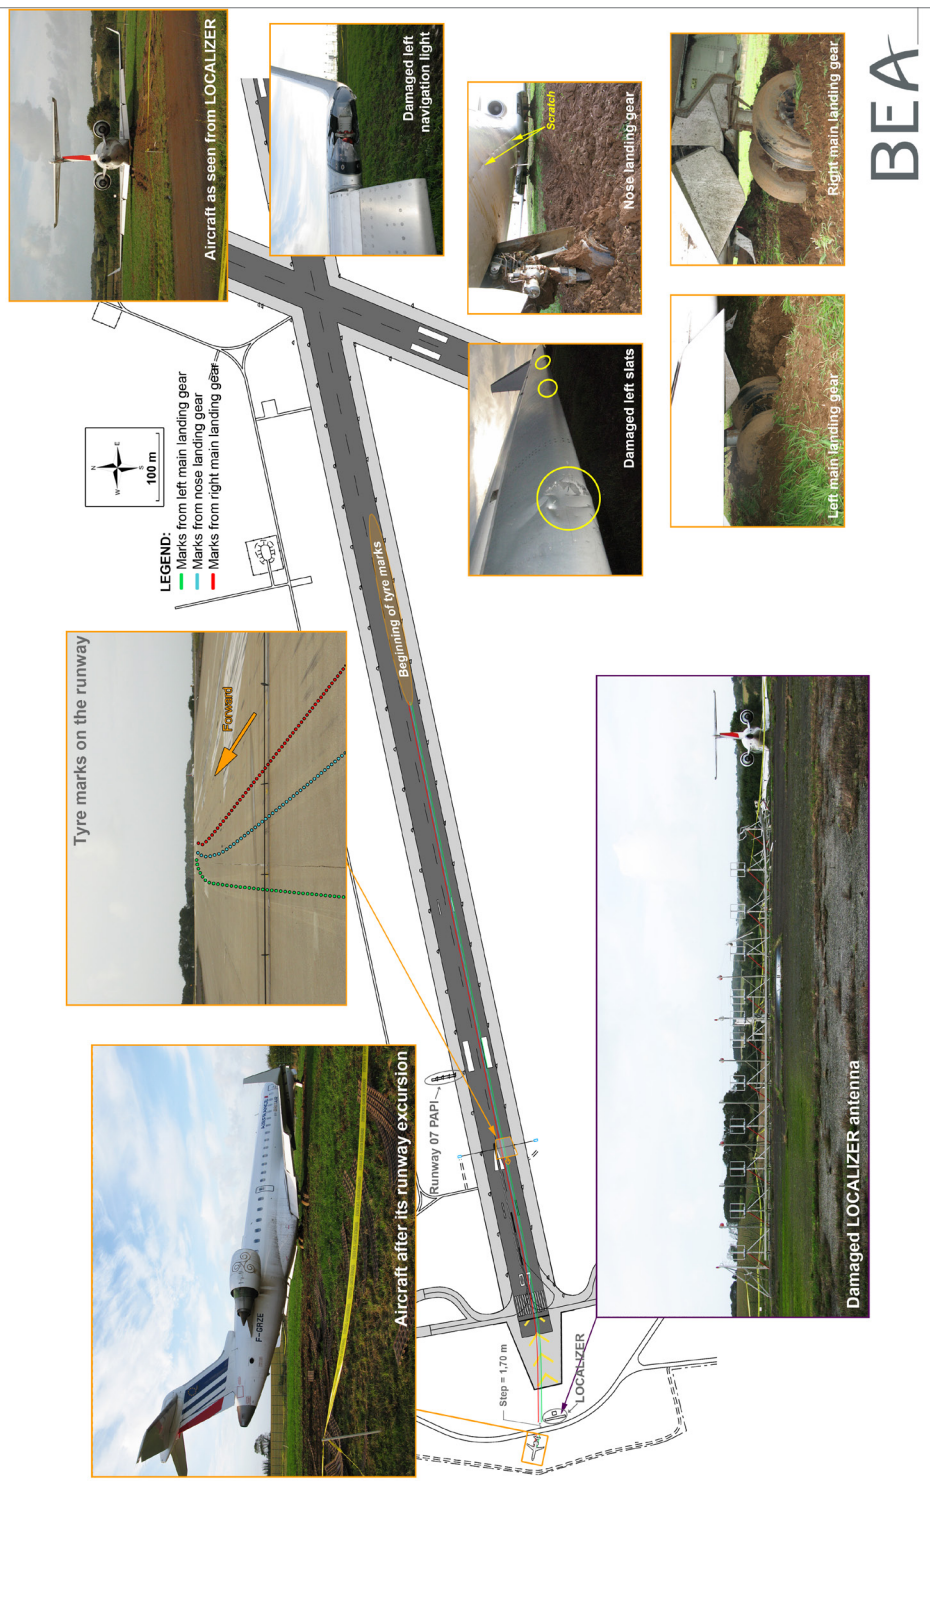 BEA
Aircraft as seen from LOCALIZER
Damaged left
navigation light
Scratch
Nose landing gear
Right main landing gear
Left main landing gear
Damaged left slats
N
E
S
W
100 m
LEGEND:
Marks from left main landing gear
Marks from nose landing gear
Marks from right main landing gear
Beginning of tyre marks
Tyre marks on the runway
Forward
Runway 07 PAPI
Aircraft after its runway excursion
F-GRZE
Step = 1,70 m
LOCALIZER
Damaged LOCALIZER antenna